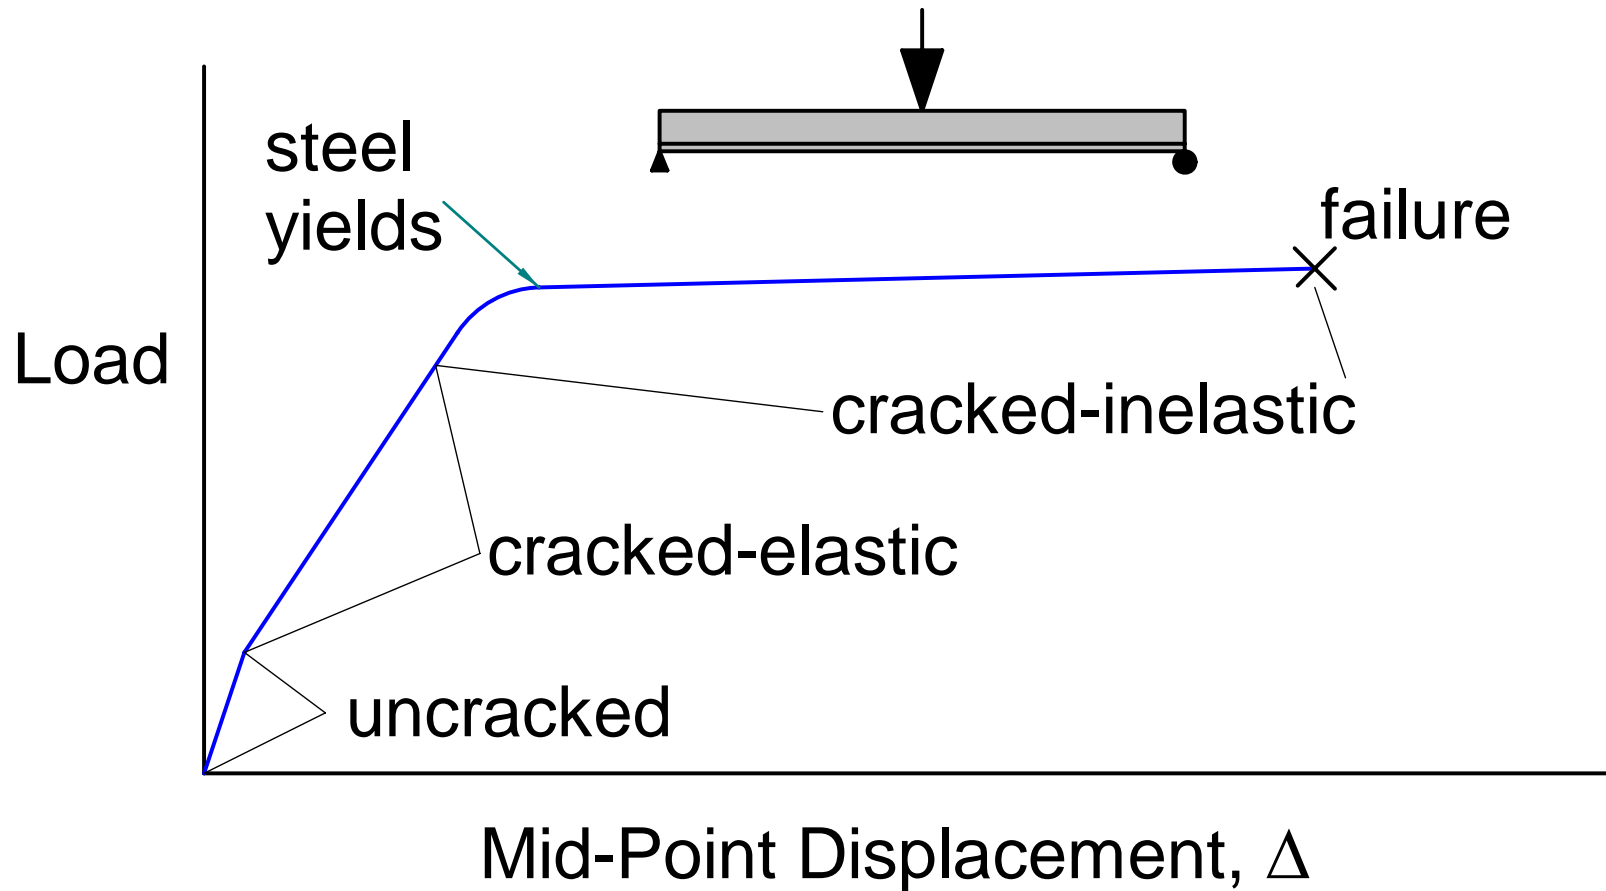 steel
yields
failure
Load
cracked-inelastic
cracked-elastic
uncracked
Mid-Point Displacement, Δ